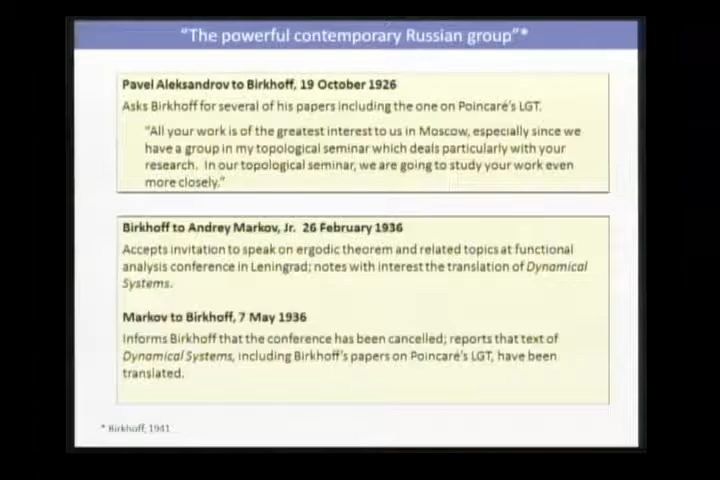 “The powerful contemporary Russian group”*
Pavel Aleksandrov to Birkhoff, 19 October 1926
Asks Birkhoff for several of his papers including the one on Poincaré’s LGT.
“All your work is of the greatest interest to us in Moscow, especially since we
have a group in my topological seminar which deals particularly with your
research. In our topological seminar, we are going to study your work even
more closely.”
Birkhoff to Andrey Markov, Jr. 26 February 1936
Accepts invitation to speak on ergodic theorem and related topics at functional
analysis conference in Leningrad; notes with interest the translation of Dynamical
Systems.
Markov to Birkhoff, 7 May 1936
Informs Birkhoff that the conference has been cancelled; reports that text of
Dynamical Systems, including Birkhoff’s papers on Poincaré’s LGT, have been
translated.
* Birkhoff, 1941